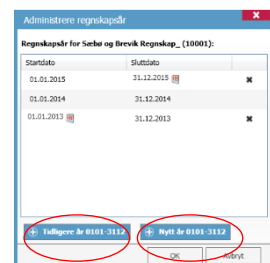 Administrere regnskapsår
Regnskapsår for Sæbø og Brevik Regnskap_ (10001):
Startdato Sluttdato
01.01.2015 31.12.2015
01.01.2014 31.12.2014
01.01.2013 31.12.2013
Tidligere år 0101-3112 Nytt år 0101-3112
OK Avbryt